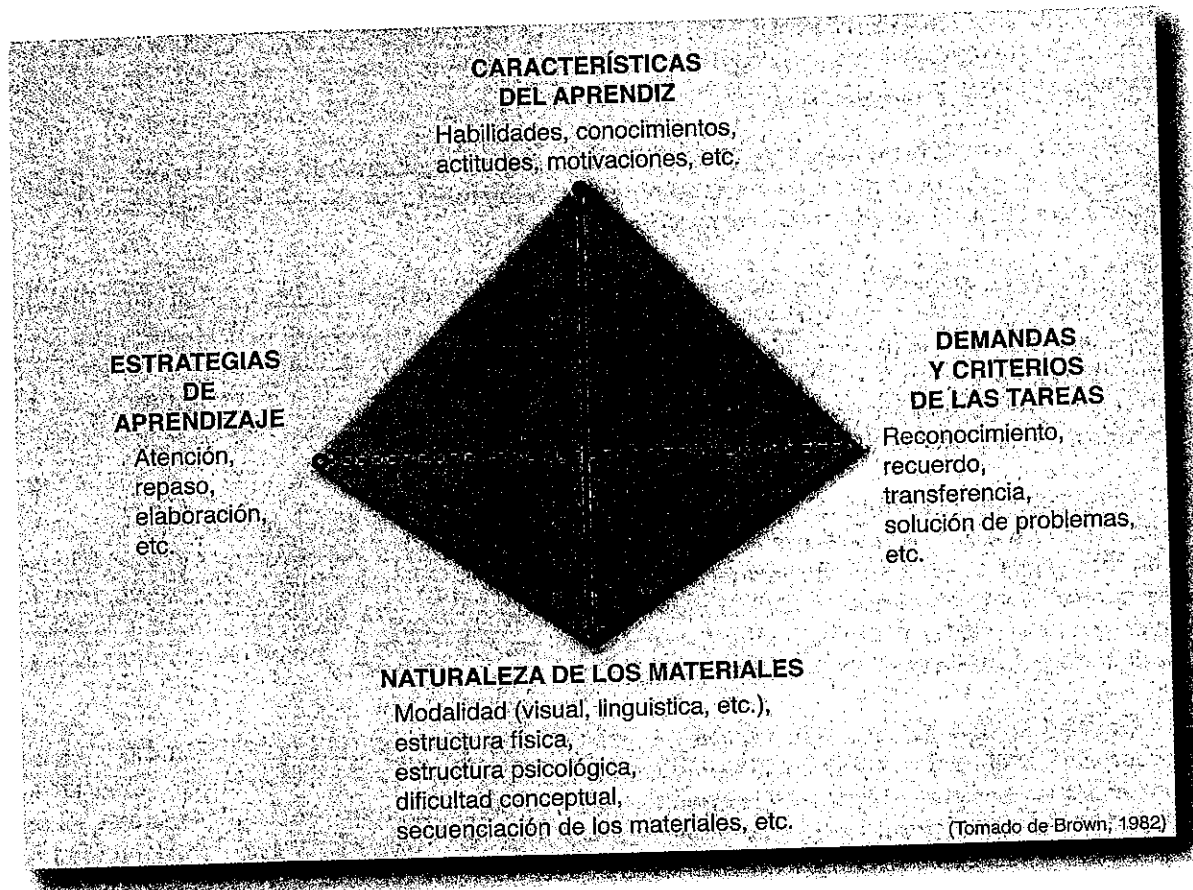 CARACTERÍSTICAS
DEL APRENDIZ
Habilidades, conocimientos,
actitudes, motivaciones, etc.
ESTRATEGIAS
DE
APRENDIZAJE
Atención,
repaso,
elaboración,
etc.
DEMANDAS
Y CRITERIOS
DE LAS TAREAS
Reconocimiento,
recuerdo,
transferencia,
solución de problemas,
etc.
NATURALEZA DE LOS MATERIALES
Modalidad (visual, linguistica, etc.),
estructura física,
estructura psicológica,
dificultad conceptual,
secuenciación de los materiales, etc.
(Tomado de Brown, 1982)